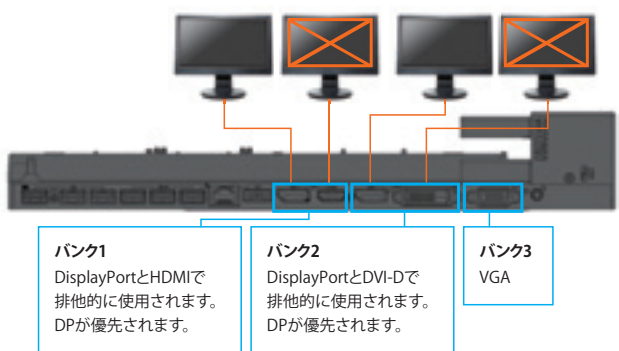 バンク1
DisplayPortとHDMIで
排他的に使用されます。
DPが優先されます。
バンク2
DisplayPortとDVI-Dで
排他的に使用されます。
DPが優先されます。
バンク3
VGA